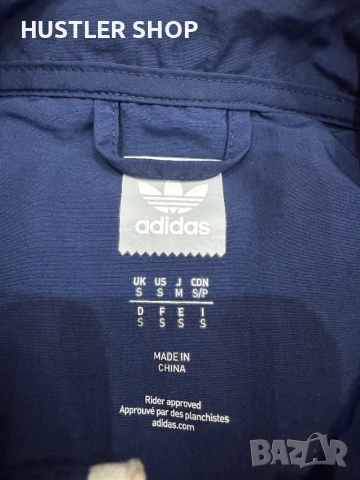 HUSTLER SHOP
adidas
UK US J CDN
S S M S/P
D F E I
S S S S
MADE IN
CHINA
Rider approved
Approuvé par des planchistes
adidas.com
BAZAR